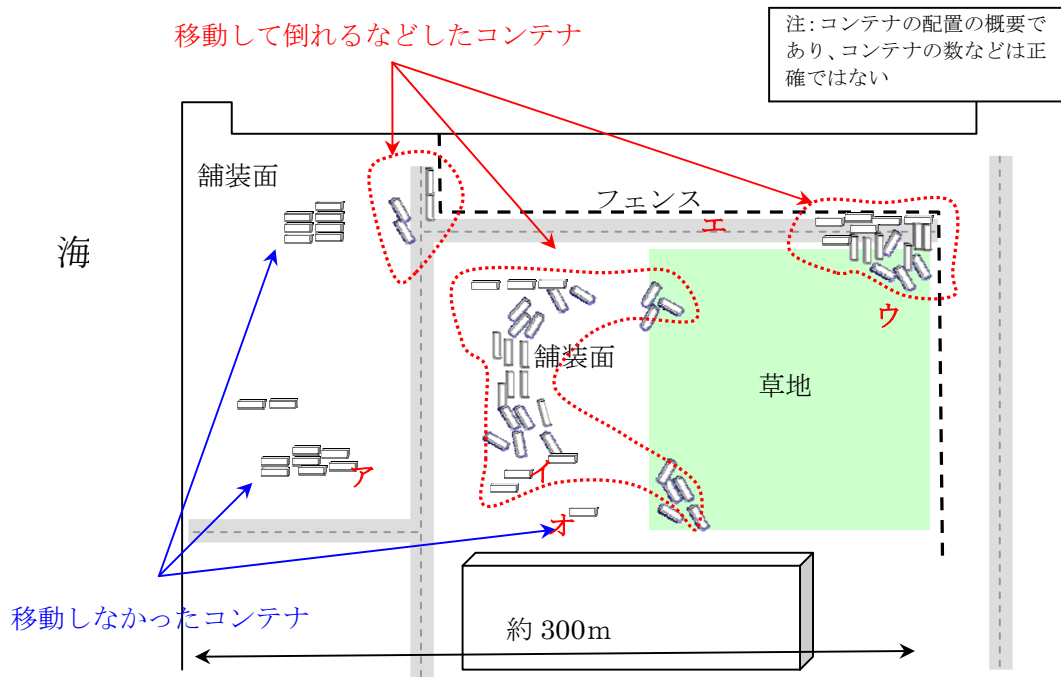 移動して倒れるなどしたコンテナ
注：コンテナの配置の概要で
あり、コンテナの数などは正
確ではない
舗装面
フェンス
エ
海
ウ
舗装面
草地
ア
イ
オ
移動しなかったコンテナ
約 300m